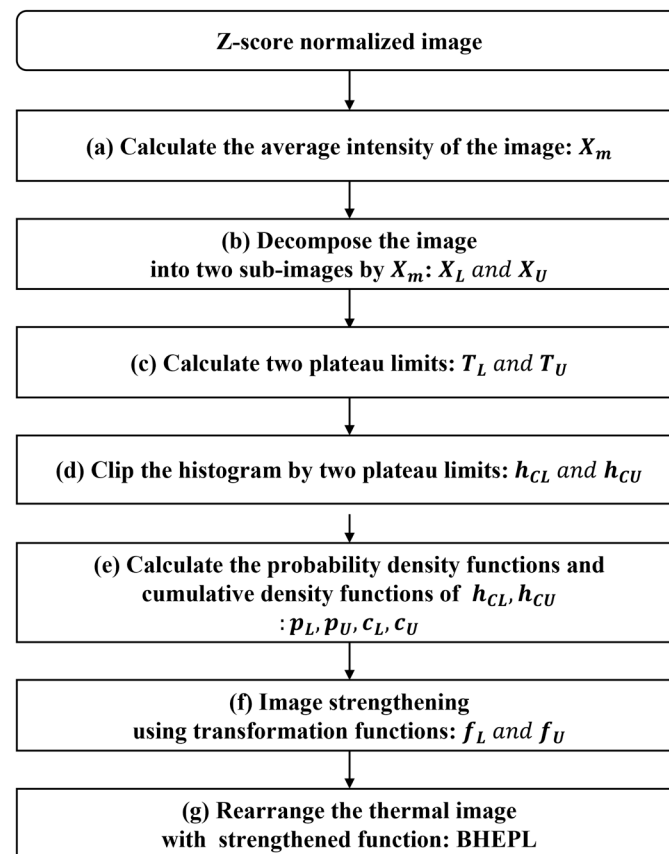 Z-score normalized image
(a) Calculate the average intensity of the image: X_m
(b) Decompose the image
into two sub-images by X_m: X_L and X_U
(c) Calculate two plateau limits: T_L and T_U
(d) Clip the histogram by two plateau limits: h_CL and h_CU
(e) Calculate the probability density functions and
cumulative density functions of h_CL, h_CU
: p_L, p_U, c_L, c_U
(f) Image strengthening
using transformation functions: f_L and f_U
(g) Rearrange the thermal image
with strengthened function: BHEPL